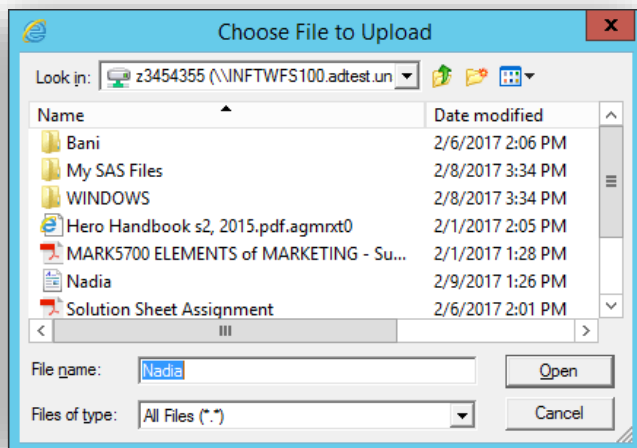 Choose File to Upload
x
Look in: z3454355 (\\INFTWFS100.adtest.un
Name Date modified
Bani 2/6/2017 2:06 PM
My SAS Files 2/8/2017 3:34 PM
WINDOWS 2/8/2017 3:34 PM
Hero Handbook s2, 2015.pdf.agmrxt0 2/1/2017 2:05 PM
MARK5700 ELEMENTS of MARKETING - Su... 2/1/2017 1:28 PM
Nadia 2/9/2017 1:26 PM
Solution Sheet Assignment 2/6/2017 2:01 PM
File name: Nadia Open
Files of type: All Files (*.*) Cancel